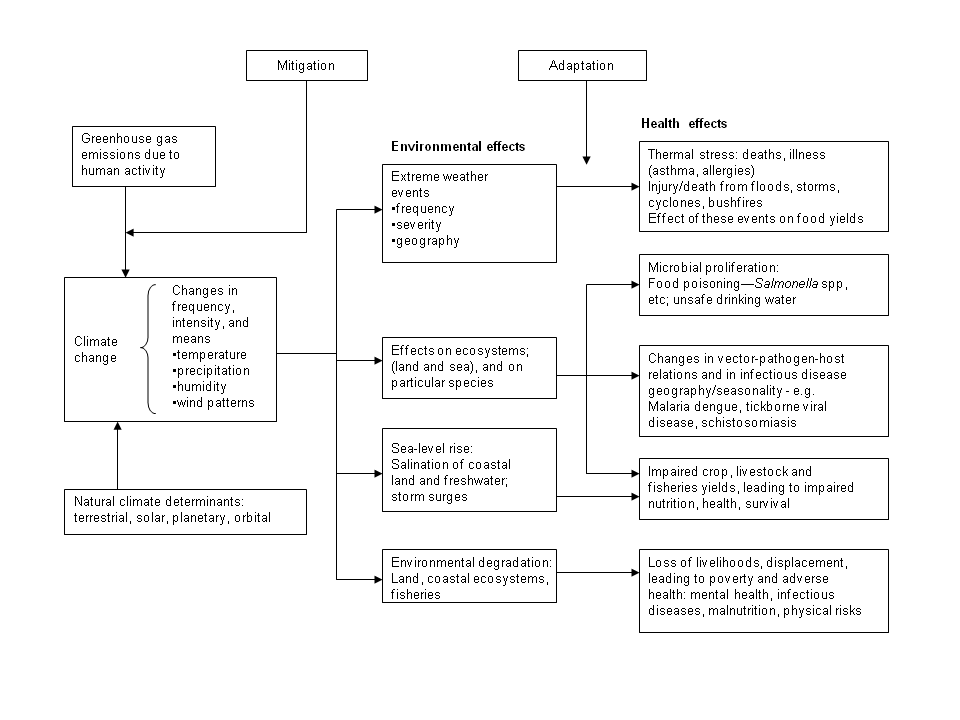 Mitigation
Adaptation
Greenhouse gas
emissions due to
human activity
Climate
change
Changes in
frequency,
intensity, and
means
•temperature
•precipitation
•humidity
•wind patterns
Natural climate determinants:
terrestrial, solar, planetary, orbital
Environmental effects
Extreme weather
events
•frequency
•severity
•geography
Effects on ecosystems;
(land and sea), and on
particular species
Sea-level rise:
Salination of coastal
land and freshwater;
storm surges
Environmental degradation:
Land, coastal ecosystems,
fisheries
Health effects
Thermal stress: deaths, illness
(asthma, allergies)
Injury/death from floods, storms,
cyclones, bushfires
Effect of these events on food yields
Microbial proliferation:
Food poisoning—Salmonella spp,
etc; unsafe drinking water
Changes in vector-pathogen-host
relations and in infectious disease
geography/seasonality - e.g.
Malaria dengue, tickborne viral
disease, schistosomiasis
Impaired crop, livestock and
fisheries yields, leading to impaired
nutrition, health, survival
Loss of livelihoods, displacement,
leading to poverty and adverse
health: mental health, infectious
diseases, malnutrition, physical risks